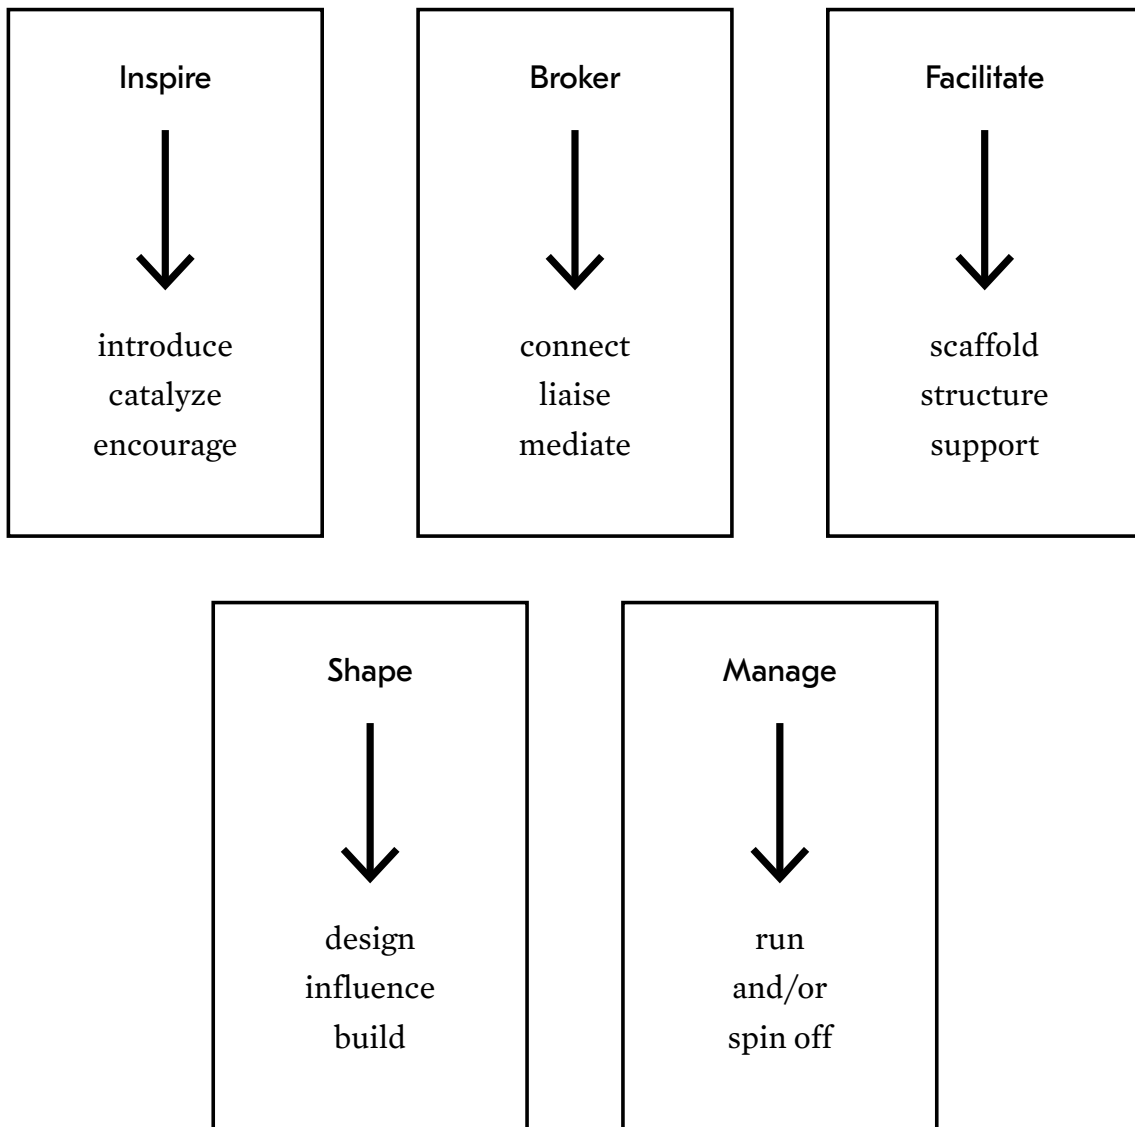 Inspire
introduce
catalyze
encourage
Broker
connect
liaise
mediate
Facilitate
scaffold
structure
support
Shape
design
influence
build
Manage
run
and/or
spin off